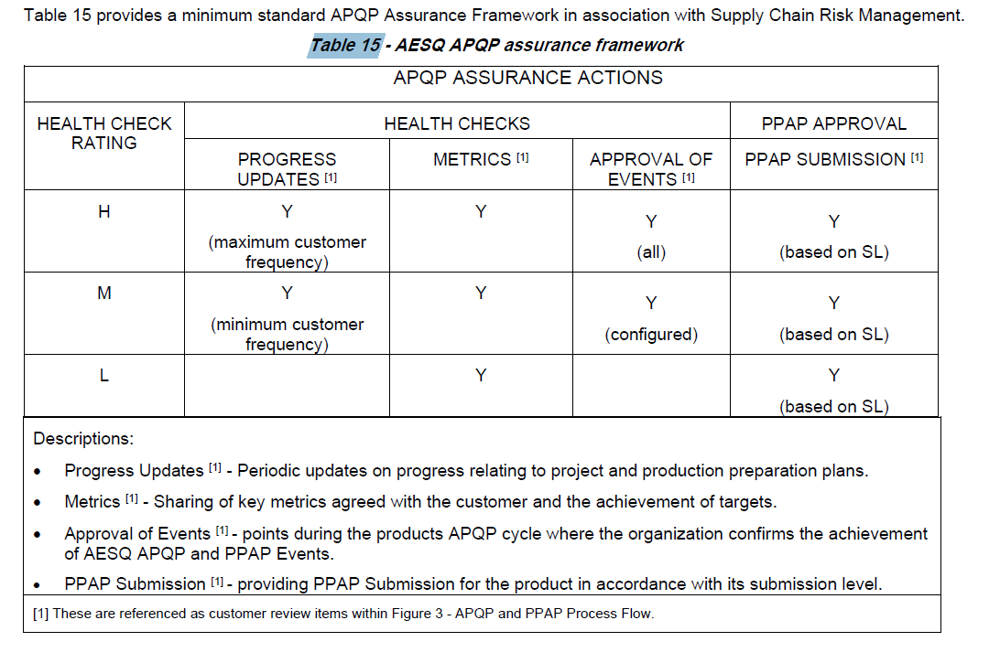 Table 15 provides a minimum standard APQP Assurance Framework in association with Supply Chain Risk Management.
Table 15 - AESQ APQP assurance framework
APQP ASSURANCE ACTIONS
HEALTH CHECK
RATING
HEALTH CHECKS
PPAP APPROVAL
PROGRESS
UPDATES [1]
METRICS [1]
APPROVAL OF
EVENTS [1]
PPAP SUBMISSION [1]
H
Y
(maximum customer
frequency)
Y
Y
(all)
Y
(based on SL)
M
Y
(minimum customer
frequency)
Y
Y
(configured)
Y
(based on SL)
L
Y
Y
(based on SL)
Descriptions:
• Progress Updates [1] - Periodic updates on progress relating to project and production preparation plans.
• Metrics [1] - Sharing of key metrics agreed with the customer and the achievement of targets.
• Approval of Events [1] - points during the products APQP cycle where the organization confirms the achievement
of AESQ APQP and PPAP Events.
• PPAP Submission [1] - providing PPAP Submission for the product in accordance with its submission level.
[1] These are referenced as customer review items within Figure 3 - APQP and PPAP Process Flow.